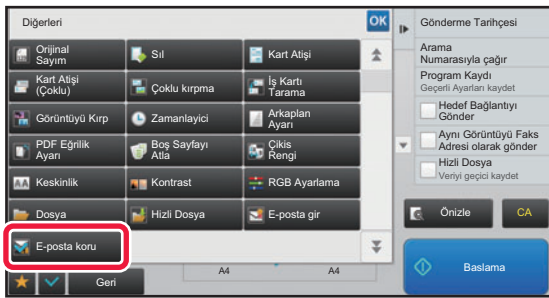 Diğerleri
OK
Orijinal
Sayım
Sıl
Kart Atişi
Kart Atişi
(Çoklu)
Çoklu kırpma
İş Kartı
Tarama
Görüntüyü Kırp
Zamanlayici
Arkaplan
Ayarı
PDF Eğrilik
Ayarı
Boş Sayfayı
Atla
Çikis
Rengi
Keskinlik
Kontrast
RGB Ayarlama
Dosya
Hizli Dosya
E-posta gir
E-posta koru
Geri
A4
A4
Gönderme Tarihçesi
Arama
Numarasıyla çağır
Program Kaydı
Geçerli Ayarları kaydet
Hedef Bağlantıyı
Gönder
Aynı Görüntüyü Faks
Adresi olarak gönder
Hizli Dosya
Veriyi geçici kaydet
Önizle
CA
Baslama